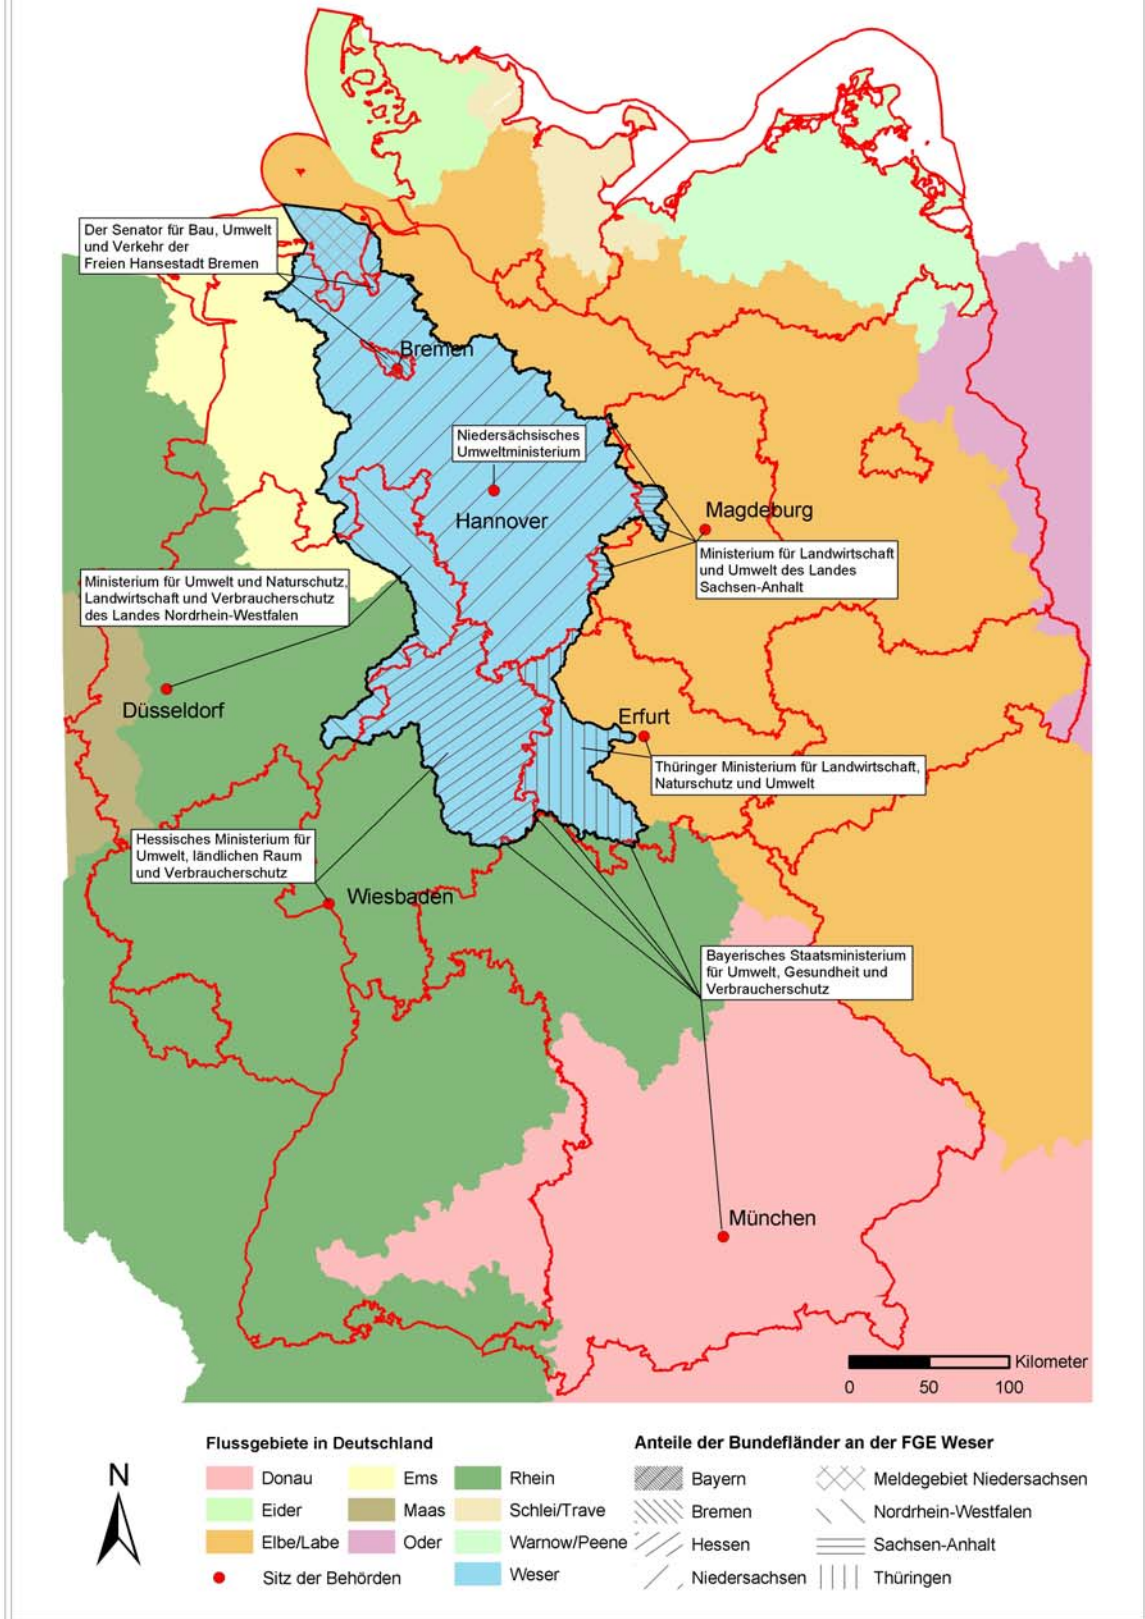 Der Senator für Bau, Umwelt
und Verkehr der
Freien Hansestadt Bremen
Bremen
Niedersächsisches
Umweltministerium
Hannover
Magdeburg
Ministerium für Landwirtschaft
und Umwelt des Landes
Sachsen-Anhalt
Ministerium für Umwelt und Naturschutz,
Landwirtschaft und Verbraucherschutz
des Landes Nordrhein-Westfalen
Düsseldorf
Erfurt
Thüringer Ministerium für Landwirtschaft,
Naturschutz und Umwelt
Hessisches Ministerium für
Umwelt, ländlichen Raum
und Verbraucherschutz
Wiesbaden
Bayerisches Staatsministerium
für Umwelt, Gesundheit und
Verbraucherschutz
München
Kilometer
0 50 100
N
Flussgebiete in Deutschland
Donau Ems Rhein
Eider Maas Schlei/Trave
Elbe/Labe Oder Warnow/Peene
Sitz der Behörden Weser
Anteile der Bundefländer an der FGE Weser
Bayern Meldegebiet Niedersachsen
Bremen Nordrhein-Westfalen
Hessen Sachsen-Anhalt
Niedersachsen Thüringen